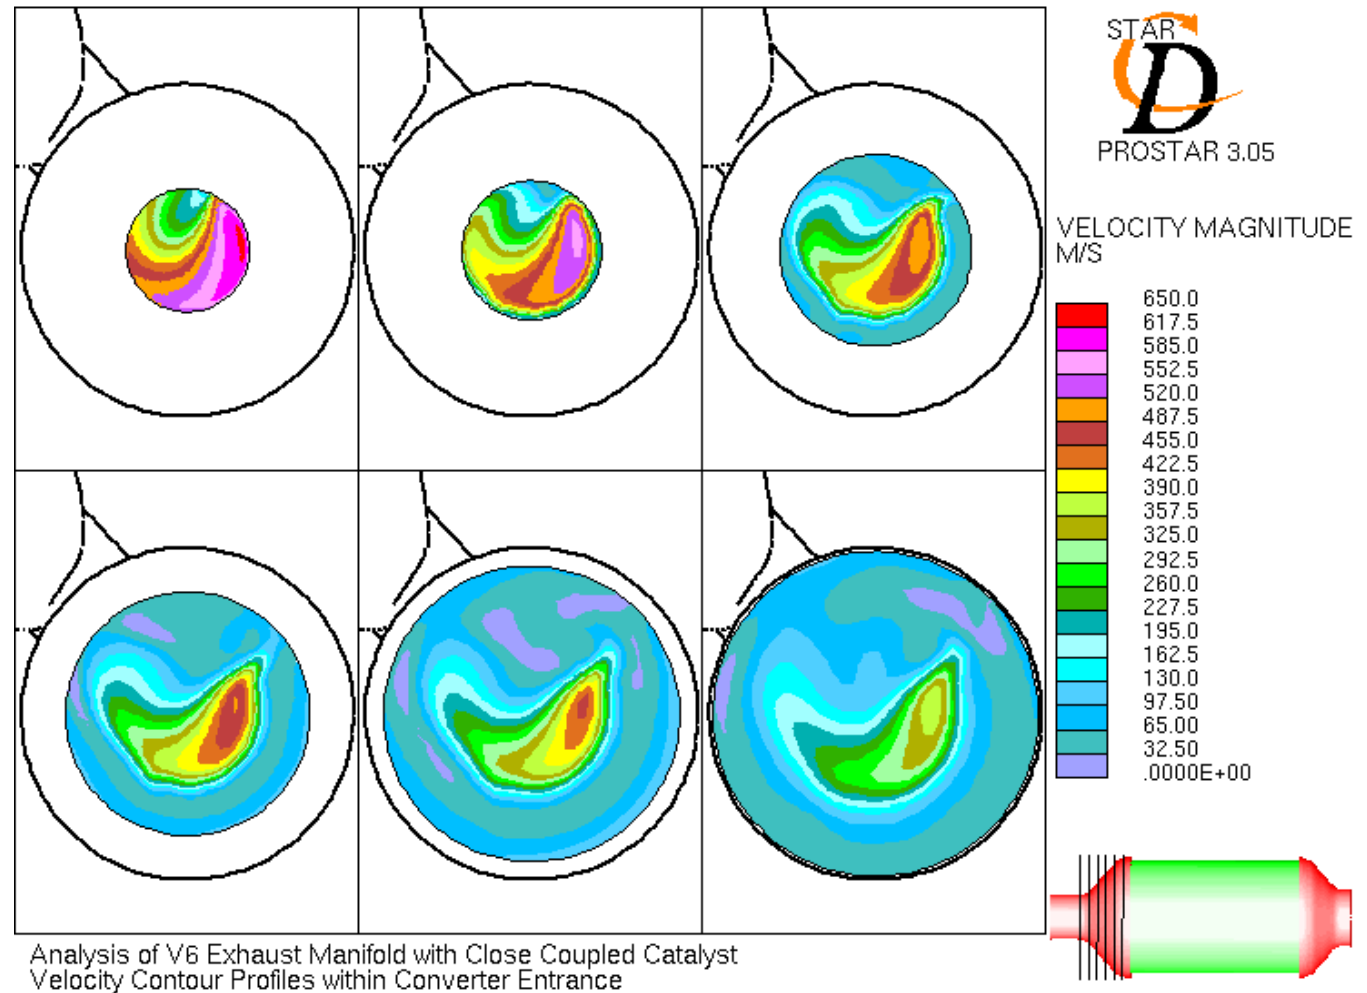 STAR
CD
PROSTAR 3.05
VELOCITY MAGNITUDE
M/S
650.0
617.5
585.0
552.5
520.0
487.5
455.0
422.5
390.0
357.5
325.0
292.5
260.0
227.5
195.0
162.5
130.0
97.50
65.00
32.50
.0000E+00
Analysis of V6 Exhaust Manifold with Close Coupled Catalyst
Velocity Contour Profiles within Converter Entrance